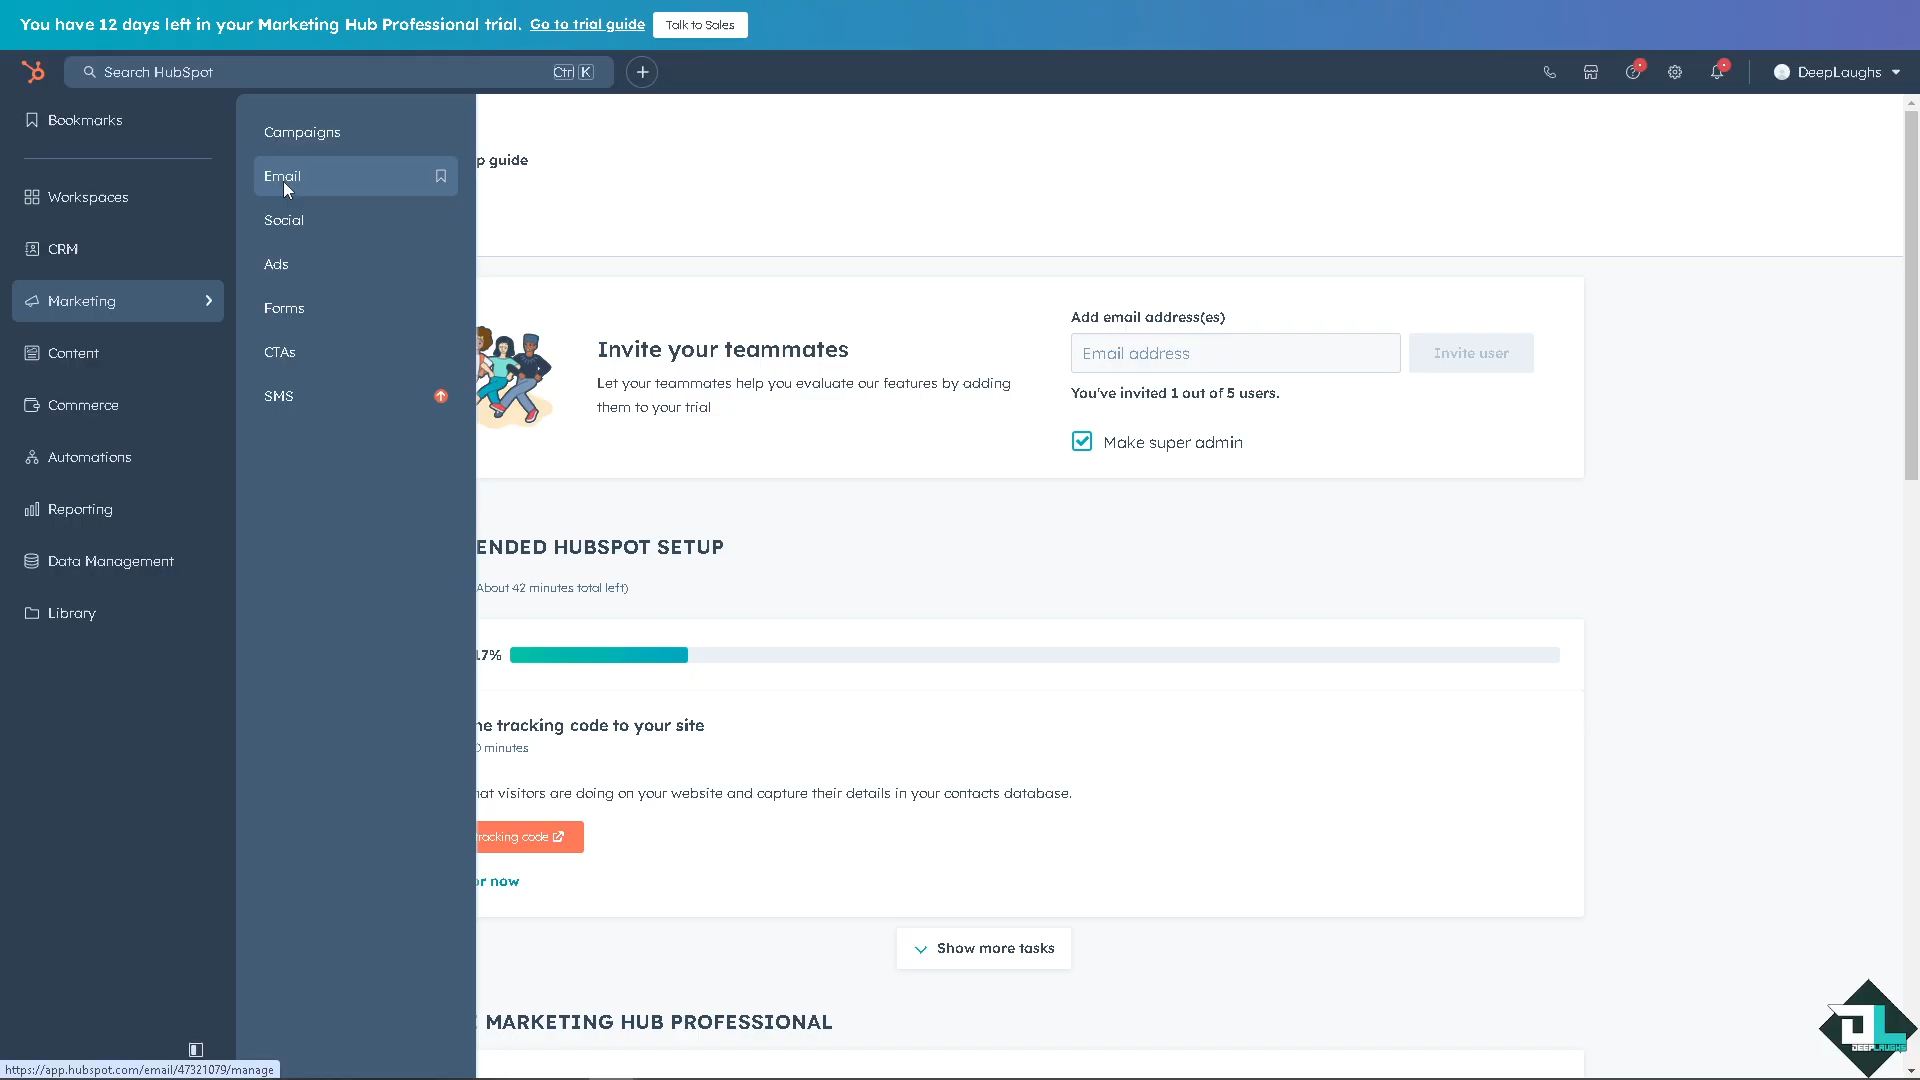 You have 12 days left in your Marketing Hub Professional trial. Go to trial guide Talk to Sales
Search HubSpot Ctrl K
DeepLaughs
Bookmarks
Workspaces
CRM
Marketing
Content
Commerce
Automations
Reporting
Data Management
Library
Campaigns
Email
Social
Ads
Forms
CTAs
SMS
p guide
Invite your teammates
Let your teammates help you evaluate our features by adding
them to your trial
Add email address(es)
Email address
Invite user
You've invited 1 out of 5 users.
Make super admin
ENDED HUBSPOT SETUP
About 42 minutes total left)
17%
he tracking code to your site
0 minutes
hat visitors are doing on your website and capture their details in your contacts database.
tracking code
or now
Show more tasks
MARKETING HUB PROFESSIONAL
JL
DEEPLAUGHS
https://app.hubspot.com/email/47321079/manage